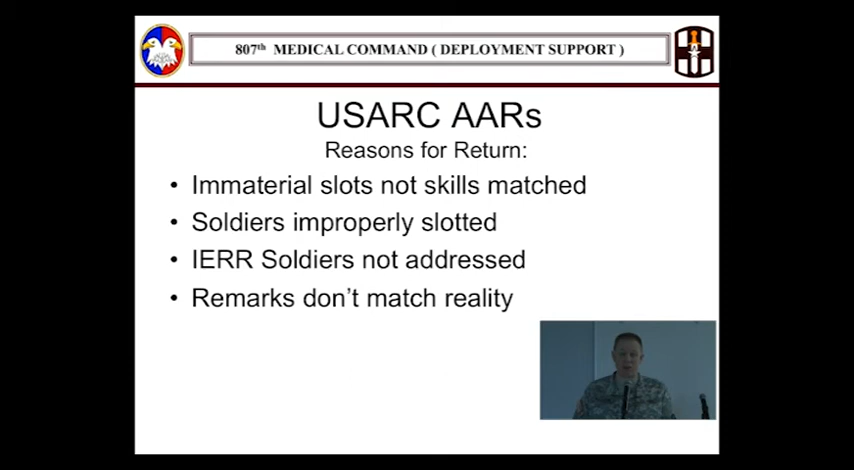 807th MEDICAL COMMAND ( DEPLOYMENT SUPPORT )
USARC AARs
Reasons for Return:
• Immaterial slots not skills matched
• Soldiers improperly slotted
• IERR Soldiers not addressed
• Remarks don't match reality